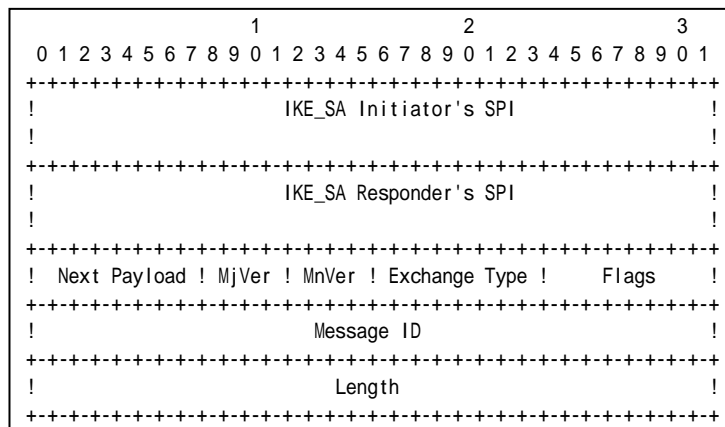 1                   2                   3
 0 1 2 3 4 5 6 7 8 9 0 1 2 3 4 5 6 7 8 9 0 1 2 3 4 5 6 7 8 9 0 1
+-+-+-+-+-+-+-+-+-+-+-+-+-+-+-+-+-+-+-+-+-+-+-+-+-+-+-+-+-+-+-+-+
!                       IKE_SA Initiator's SPI                  !
!                                                               !
+-+-+-+-+-+-+-+-+-+-+-+-+-+-+-+-+-+-+-+-+-+-+-+-+-+-+-+-+-+-+-+-+
!                       IKE_SA Responder's SPI                  !
!                                                               !
+-+-+-+-+-+-+-+-+-+-+-+-+-+-+-+-+-+-+-+-+-+-+-+-+-+-+-+-+-+-+-+-+
!  Next Payload ! MjVer ! MnVer ! Exchange Type !     Flags     !
+-+-+-+-+-+-+-+-+-+-+-+-+-+-+-+-+-+-+-+-+-+-+-+-+-+-+-+-+-+-+-+-+
!                          Message ID                           !
+-+-+-+-+-+-+-+-+-+-+-+-+-+-+-+-+-+-+-+-+-+-+-+-+-+-+-+-+-+-+-+-+
!                            Length                             !
+-+-+-+-+-+-+-+-+-+-+-+-+-+-+-+-+-+-+-+-+-+-+-+-+-+-+-+-+-+-+-+-+